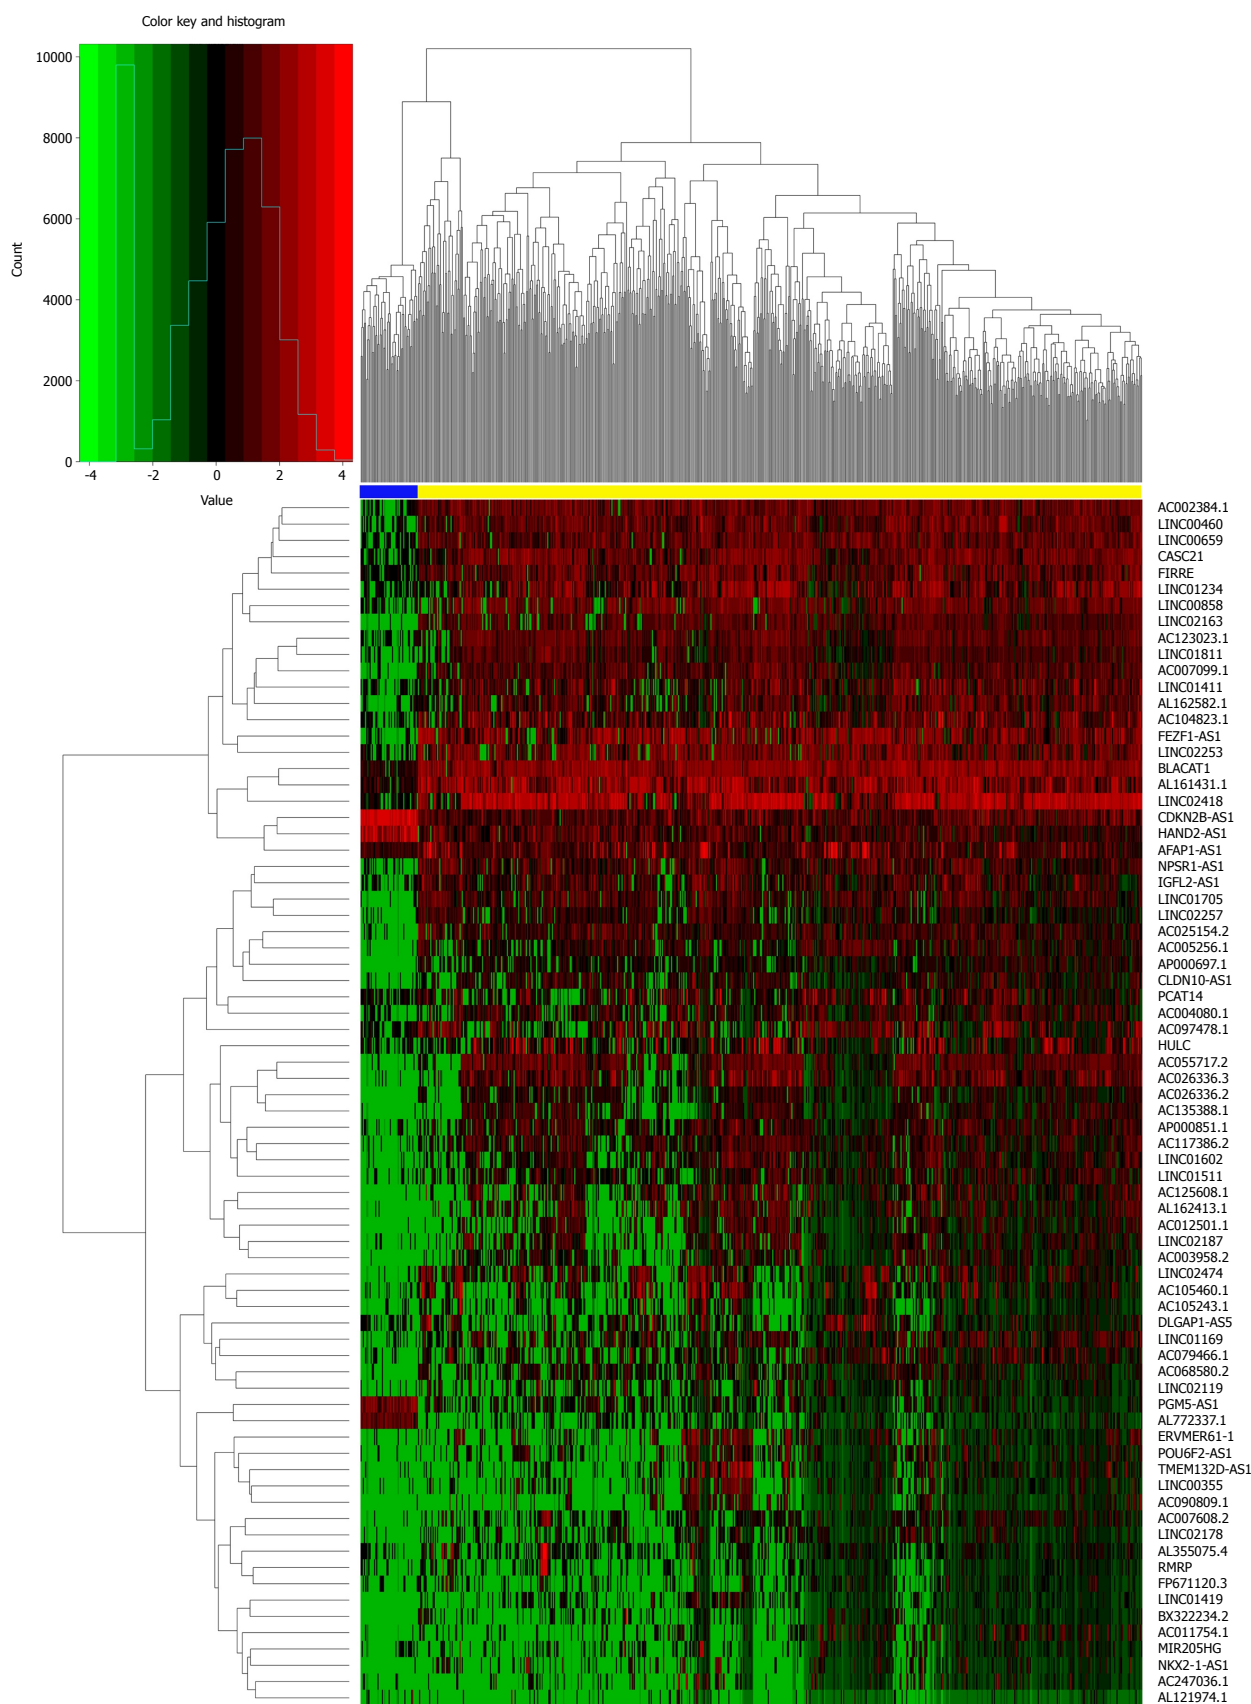 Color key and histogram
10000
8000
6000
4000
2000
0
Count
-4 -2 0 2 4
Value
AC002384.1
LINC00460
LINC00659
CASC21
FIRRE
LINC01234
LINC00858
LINC02163
AC123023.1
LINC01811
AC007099.1
LINC01411
AL162582.1
AC104823.1
FEZF1-AS1
LINC02253
BLACAT1
AL161431.1
LINC02418
CDKN2B-AS1
HAND2-AS1
AFAP1-AS1
NPSR1-AS1
IGFL2-AS1
LINC01705
LINC02257
AC025154.2
AC005256.1
AP000697.1
CLDN10-AS1
PCAT14
AC004080.1
AC097478.1
HULC
AC055717.2
AC026336.3
AC026336.2
AC135388.1
AP000851.1
AC117386.2
LINC01602
LINC01511
AC125608.1
AL162413.1
AC012501.1
LINC02187
AC003958.2
LINC02474
AC105460.1
AC105243.1
DLGAP1-AS5
LINC01169
AC079466.1
AC068580.2
LINC02119
PGM5-AS1
AL772337.1
ERVMER61-1
POU6F2-AS1
TMEM132D-AS1
LINC00355
AC090809.1
AC007608.2
LINC02178
AL355075.4
RMRP
FP671120.3
LINC01419
BX322234.2
AC011754.1
MIR205HG
NKX2-1-AS1
AC247036.1
AL121974.1